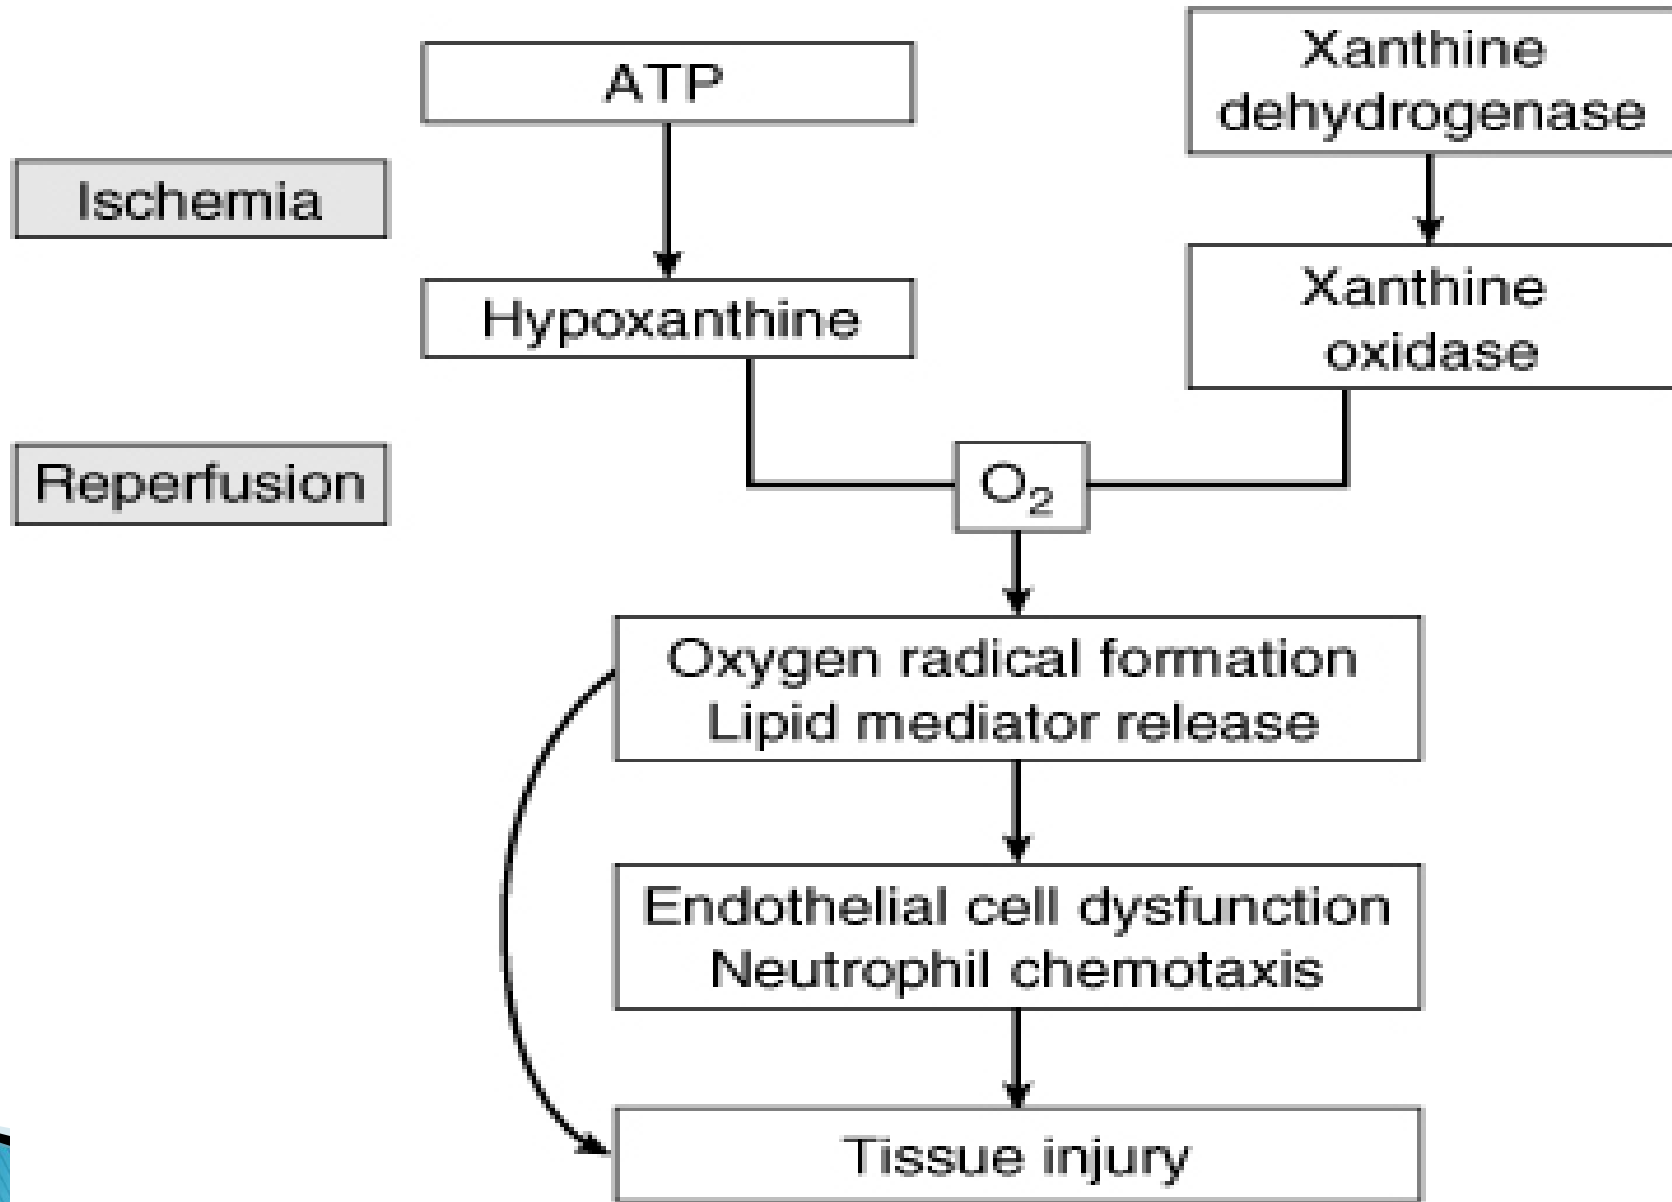 ATP
Xanthine
dehydrogenase
Ischemia
Hypoxanthine
Xanthine
oxidase
Reperfusion
O₂
Oxygen radical formation
Lipid mediator release
Endothelial cell dysfunction
Neutrophil chemotaxis
Tissue injury